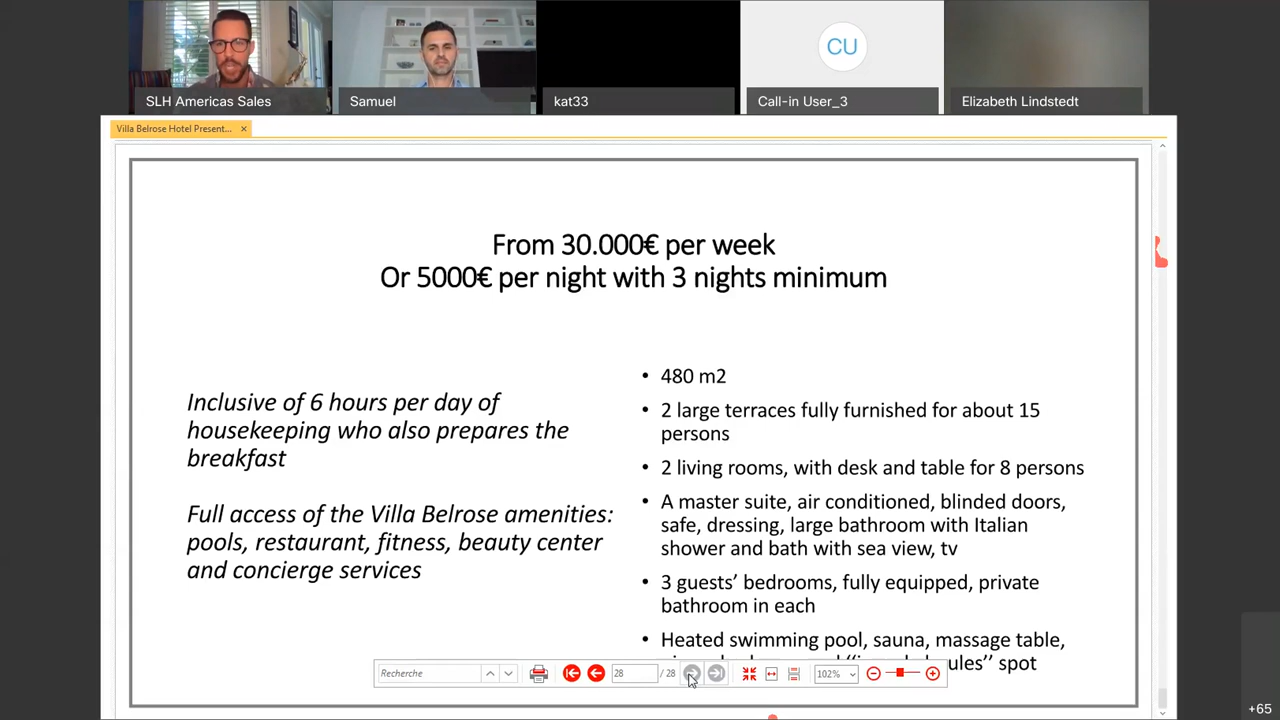 SLH Americas Sales
Samuel
kat33
CU
Call-in User_3
Elizabeth Lindstedt
Villa Belrose Hotel Present... ×
From 30.000€ per week
Or 5000€ per night with 3 nights minimum
Inclusive of 6 hours per day of
housekeeping who also prepares the
breakfast
Full access of the Villa Belrose amenities:
pools, restaurant, fitness, beauty center
and concierge services
• 480 m2
• 2 large terraces fully furnished for about 15
persons
• 2 living rooms, with desk and table for 8 persons
• A master suite, air conditioned, blinded doors,
safe, dressing, large bathroom with Italian
shower and bath with sea view, tv
• 3 guests’ bedrooms, fully equipped, private
bathroom in each
• Heated swimming pool, sauna, massage table,
spot
Recherche
28 / 28
102%
+65